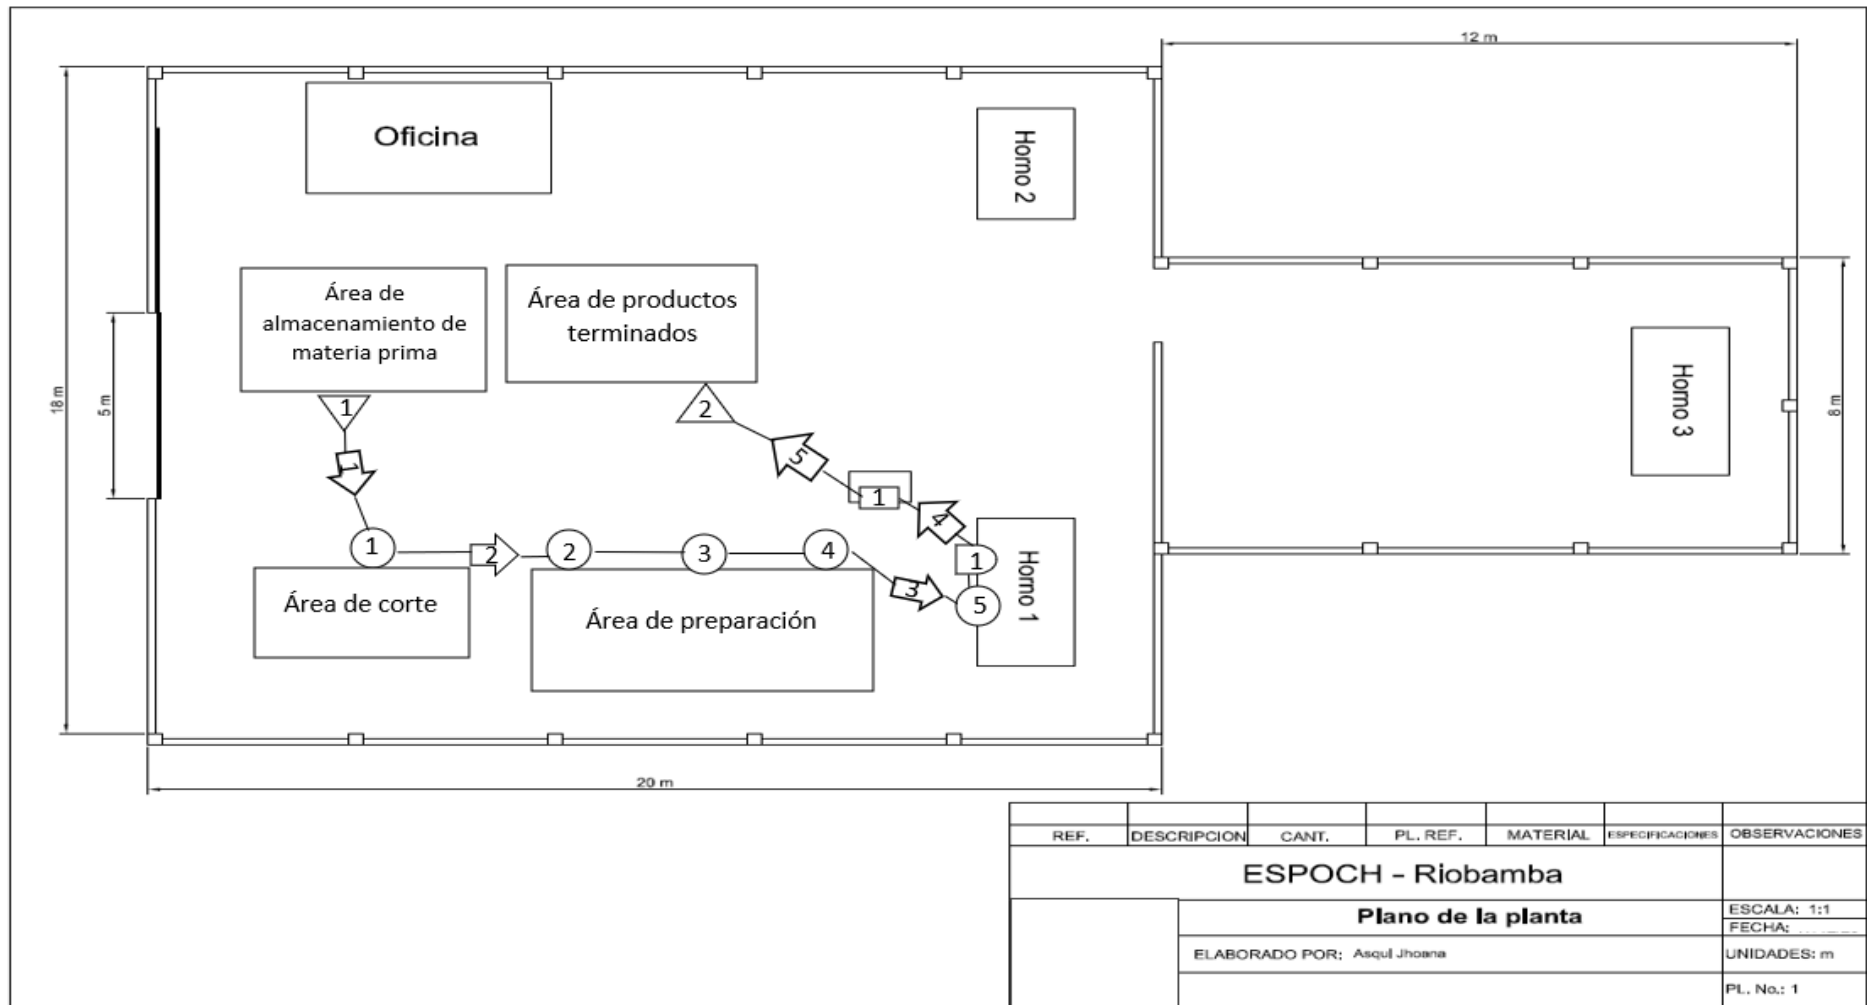 12 m
Oficina
Horno 2
18 m
5 m
Área de
almacenamiento de
materia prima
Área de productos
terminados
Horno 3
8 m
1
2
1
5
1
4
1
2
2
3
4
3
1
5
Horno 1
Área de corte
Área de preparación
20 m
REF. DESCRIPCION CANT. PL. REF. MATERIAL ESPECIFICACIONES OBSERVACIONES
ESPOCH - Riobamba
Plano de la planta
ESCALA: 1:1
FECHA:
ELABORADO POR: Asqui Jhoana
UNIDADES: m
PL. No.: 1